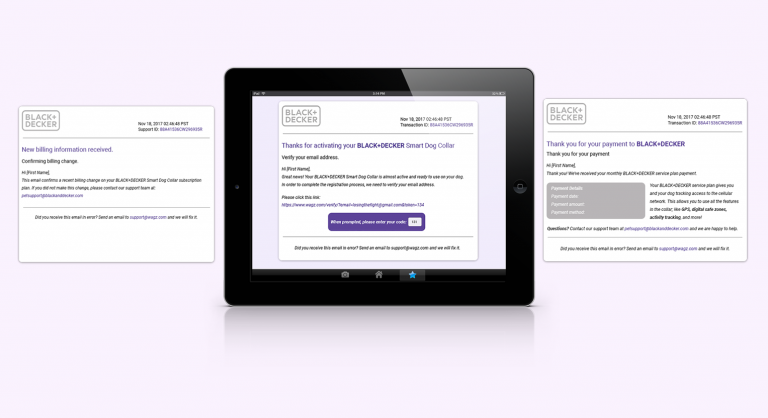 BLACK+
DECKER
Nov 18, 2017 02:46:48 PST
Support ID: 88A41536CW296935R
New billing information received.
Confirming billing change.
Hi [First Name],
This email confirms a recent billing change on your BLACK+DECKER Smart Dog Collar subscription
plan. If you did not make this change, please contact our support team at:
petsupport@blackanddecker.com
Did you receive this email in error? Send an email to support@wagz.com and we will fix it.
iPad
2:14 PM
BLACK+
DECKER
Nov 18, 2017 02:46:48 PST
Transaction ID: 88A41536CW296935R
Thanks for activating your BLACK+DECKER Smart Dog Collar
Verify your email address.
Hi [First Name],
Great news! Your BLACK+DECKER Smart Dog Collar is almost active and ready to use on your dog.
In order to complete the registration process, we need to verify your email address.
Please click this link:
https://www.wagz.com/verify?email=losingthefight@gmail.com&token=134
When prompted, please enter your code:
Did you receive this email in error? Send an email to support@wagz.com and we will fix it.
BLACK+
DECKER
Nov 18, 2017 02:46:48 PST
Transaction ID: 88A41536CW296935R
Thank you for your payment to BLACK+DECKER
Thank you for your payment
Hi [First Name],
Thank you! We've received your monthly BLACK+DECKER service plan payment.
Payment details
Payment date
Payment amount
Payment method
Your BLACK+DECKER service plan gives you
and your dog tracking access to the cellular
network. This allows you to use all the features
in the collar, like GPS, digital safe zones,
activity tracking, and more!
Questions? Contact our support team at petsupport@blackanddecker.com and we are happy to help.
Did you receive this email in error? Send an email to support@wagz.com and we will fix it.